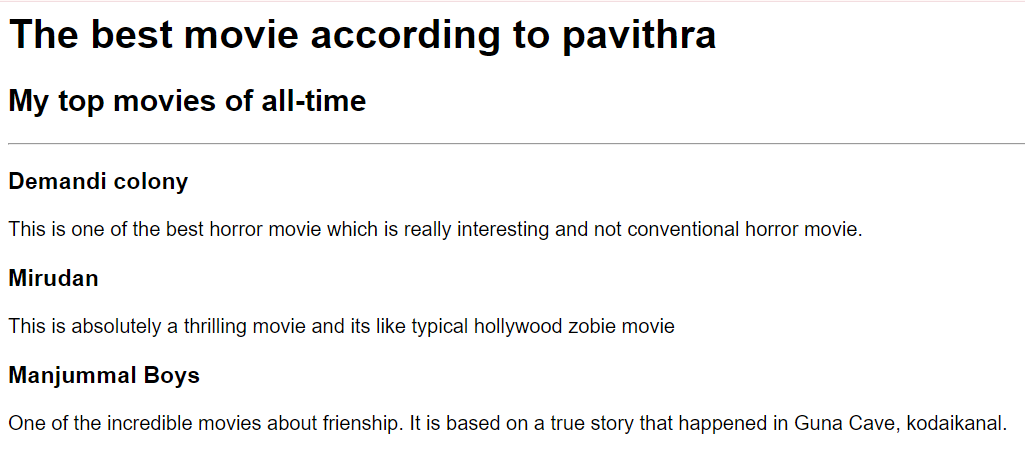 The best movie according to pavithra
My top movies of all-time
Demandi colony
This is one of the best horror movie which is really interesting and not conventional horror movie.
Mirudan
This is absolutely a thrilling movie and its like typical hollywood zobie movie
Manjummal Boys
One of the incredible movies about frienship. It is based on a true story that happened in Guna Cave, kodaikanal.